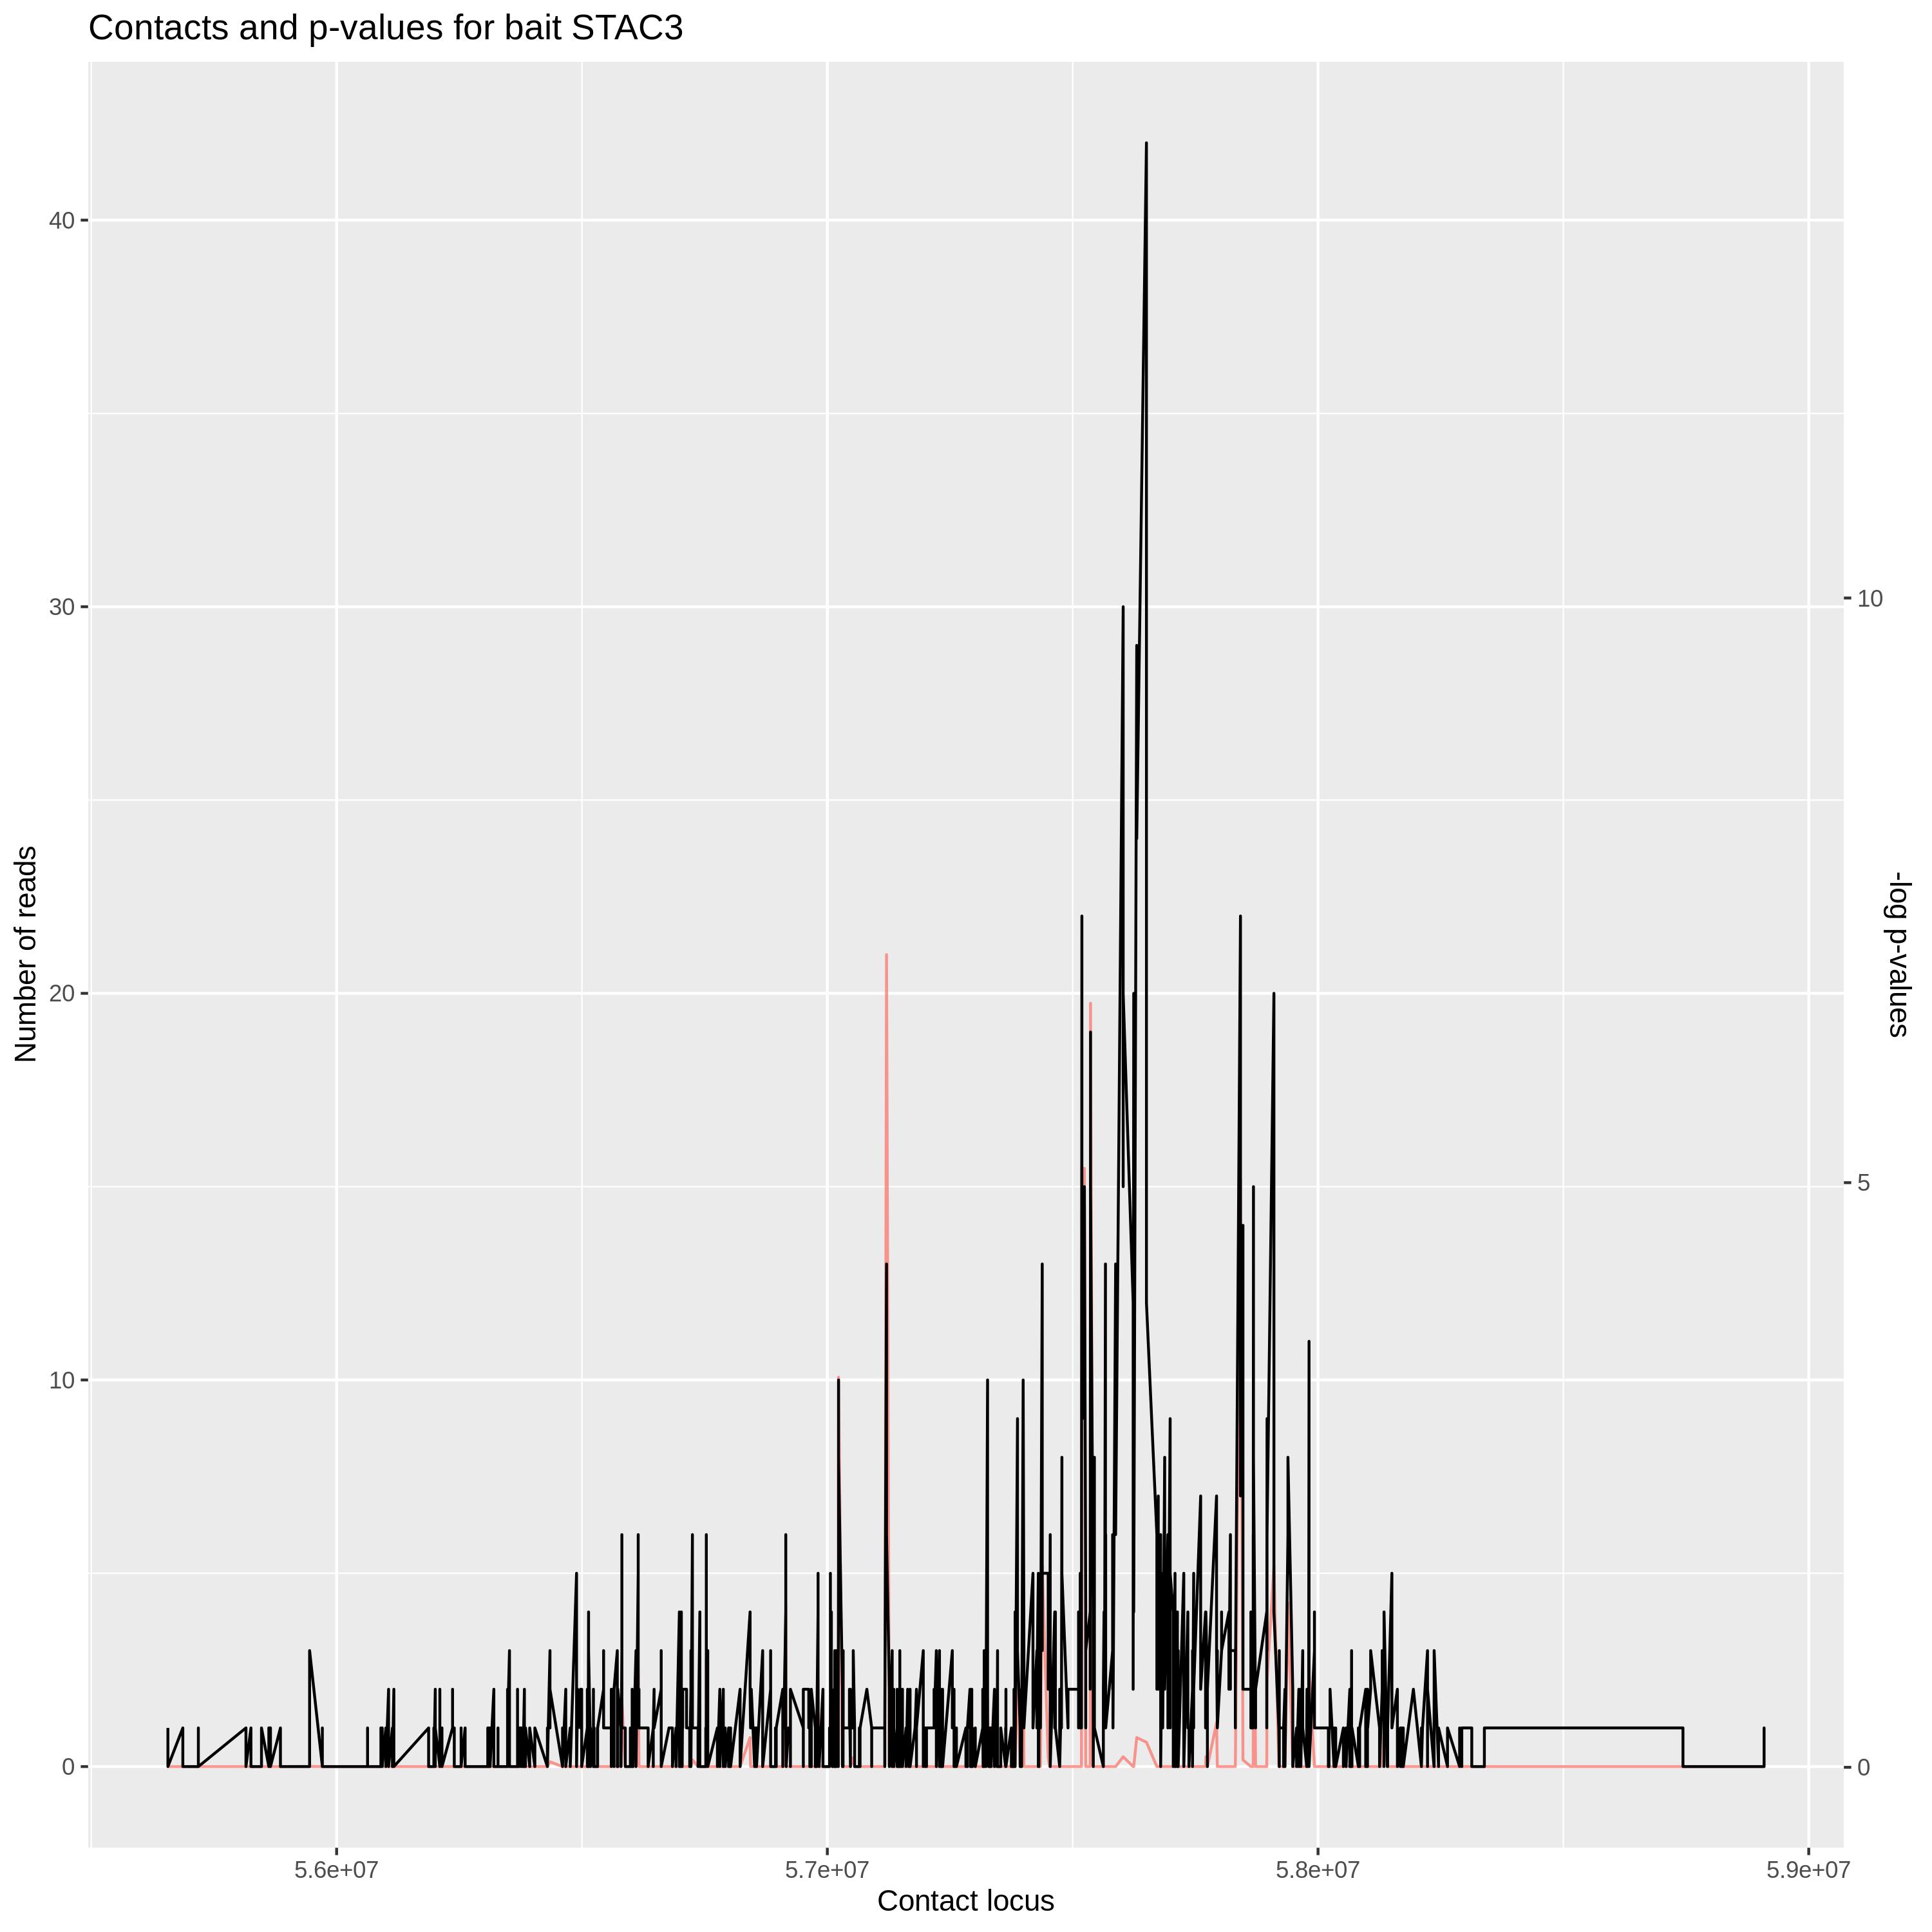 Contacts and p-values for bait STAC3
40
30
20
10
0
Number of reads
10
5
0
-log p-values
5.6e+07
5.7e+07
5.8e+07
5.9e+07
Contact locus